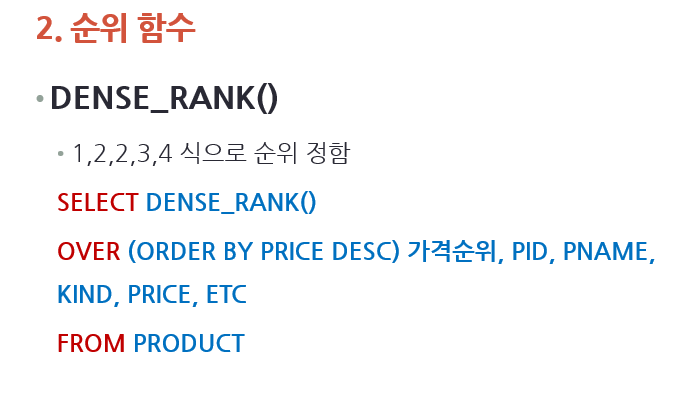 2. 순위 함수
• DENSE_RANK()
• 1,2,2,3,4 식으로 순위 정함
SELECT DENSE_RANK()
OVER (ORDER BY PRICE DESC) 가격순위, PID, PNAME,
KIND, PRICE, ETC
FROM PRODUCT